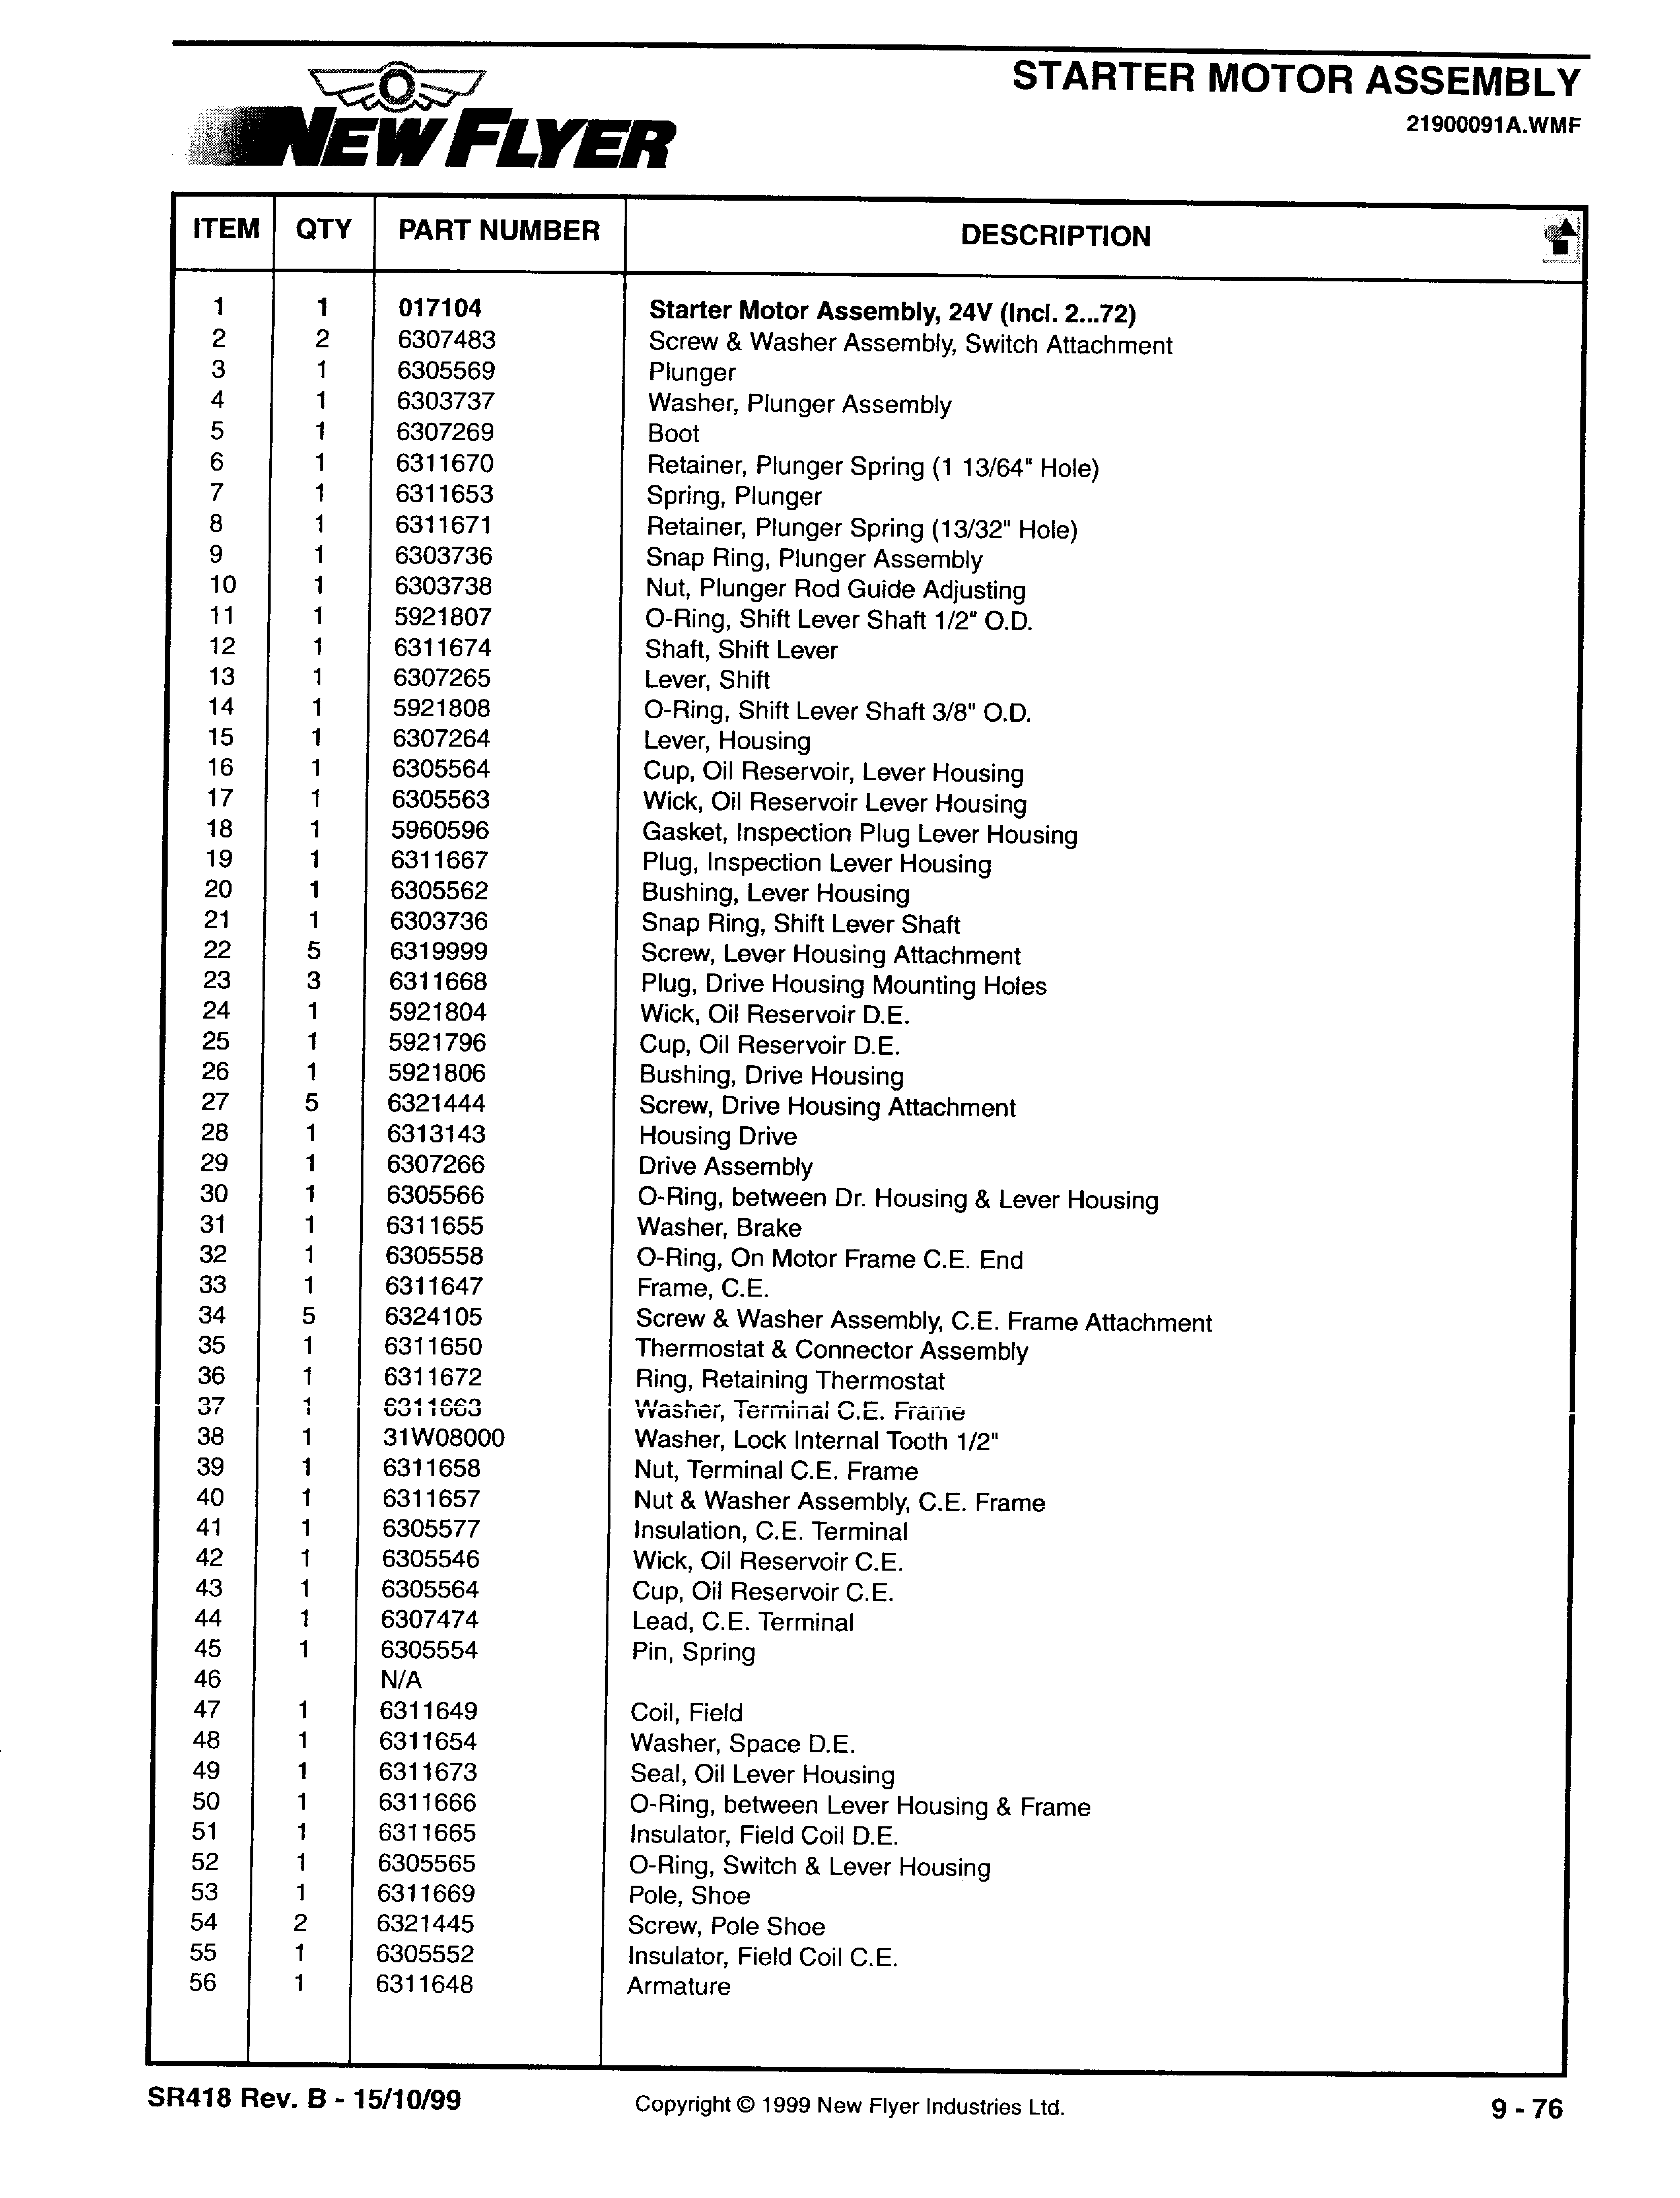 STARTER MOTOR ASSEMBLY
21900091A.WMF
NEW FLYER
ITEM QTY PART NUMBER DESCRIPTION
1 1 017104 Starter Motor Assembly, 24V (Incl. 2...72)
2 2 6307483 Screw & Washer Assembly, Switch Attachment
3 1 6305569 Plunger
4 1 6303737 Washer, Plunger Assembly
5 1 6307269 Boot
6 1 6311670 Retainer, Plunger Spring (1 13/64" Hole)
7 1 6311653 Spring, Plunger
8 1 6311671 Retainer, Plunger Spring (13/32" Hole)
9 1 6303736 Snap Ring, Plunger Assembly
10 1 6303738 Nut, Plunger Rod Guide Adjusting
11 1 5921807 O-Ring, Shift Lever Shaft 1/2" O.D.
12 1 6311674 Shaft, Shift Lever
13 1 6307265 Lever, Shift
14 1 5921808 O-Ring, Shift Lever Shaft 3/8" O.D.
15 1 6307264 Lever, Housing
16 1 6305564 Cup, Oil Reservoir, Lever Housing
17 1 6305563 Wick, Oil Reservoir Lever Housing
18 1 5960596 Gasket, Inspection Plug Lever Housing
19 1 6311667 Plug, Inspection Lever Housing
20 1 6305562 Bushing, Lever Housing
21 1 6303736 Snap Ring, Shift Lever Shaft
22 5 6319999 Screw, Lever Housing Attachment
23 3 6311668 Plug, Drive Housing Mounting Holes
24 1 5921804 Wick, Oil Reservoir D.E.
25 1 5921796 Cup, Oil Reservoir D.E.
26 1 5921806 Bushing, Drive Housing
27 5 6321444 Screw, Drive Housing Attachment
28 1 6313143 Housing Drive
29 1 6307266 Drive Assembly
30 1 6305566 O-Ring, between Dr. Housing & Lever Housing
31 1 6311655 Washer, Brake
32 1 6305558 O-Ring, On Motor Frame C.E. End
33 1 6311647 Frame, C.E.
34 5 6324105 Screw & Washer Assembly, C.E. Frame Attachment
35 1 6311650 Thermostat & Connector Assembly
36 1 6311672 Ring, Retaining Thermostat
37 1 6311663 Washer, Terminal C.E. Frame
38 1 31W08000 Washer, Lock Internal Tooth 1/2"
39 1 6311658 Nut, Terminal C.E. Frame
40 1 6311657 Nut & Washer Assembly, C.E. Frame
41 1 6305577 Insulation, C.E. Terminal
42 1 6305546 Wick, Oil Reservoir C.E.
43 1 6305564 Cup, Oil Reservoir C.E.
44 1 6307474 Lead, C.E. Terminal
45 1 6305554 Pin, Spring
46 N/A
47 1 6311649 Coil, Field
48 1 6311654 Washer, Space D.E.
49 1 6311673 Seal, Oil Lever Housing
50 1 6311666 O-Ring, between Lever Housing & Frame
51 1 6311665 Insulator, Field Coil D.E.
52 1 6305565 O-Ring, Switch & Lever Housing
53 1 6311669 Pole, Shoe
54 2 6321445 Screw, Pole Shoe
55 1 6305552 Insulator, Field Coil C.E.
56 1 6311648 Armature
SR418 Rev. B - 15/10/99 Copyright © 1999 New Flyer Industries Ltd. 9 - 76